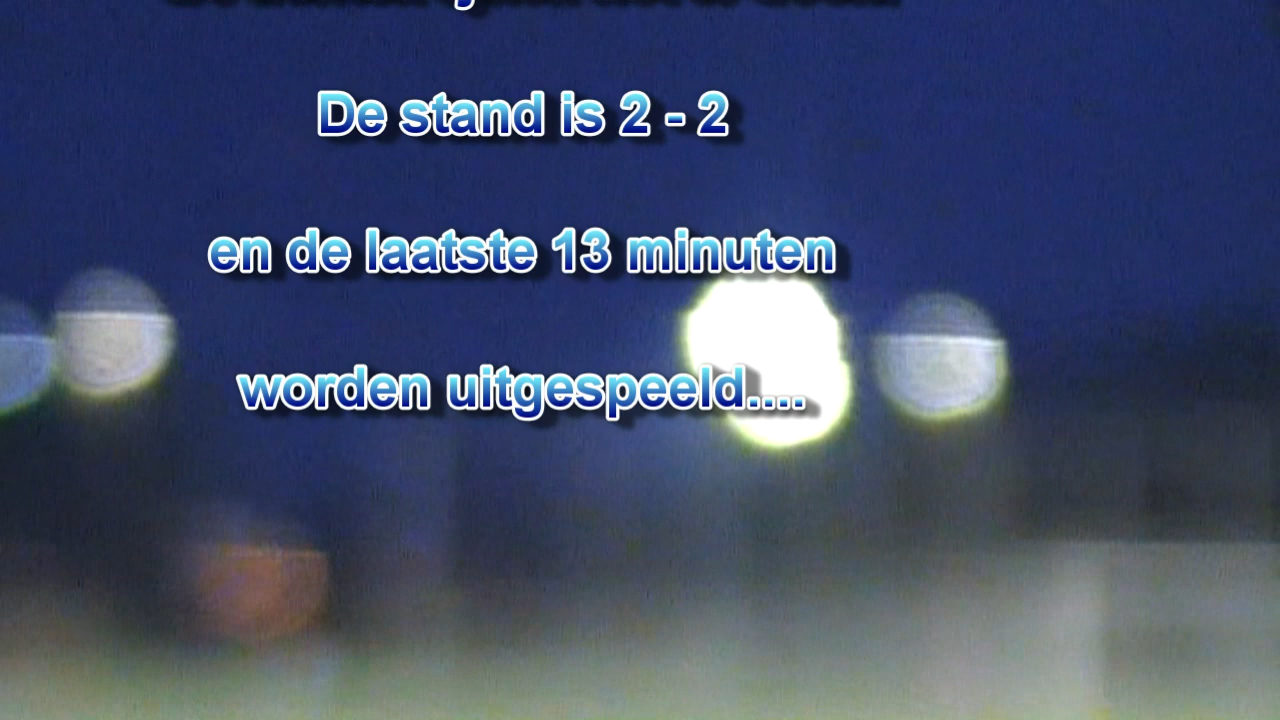 De stand is 2 - 2
en de laatste 13 minuten
worden uitgespeeld....